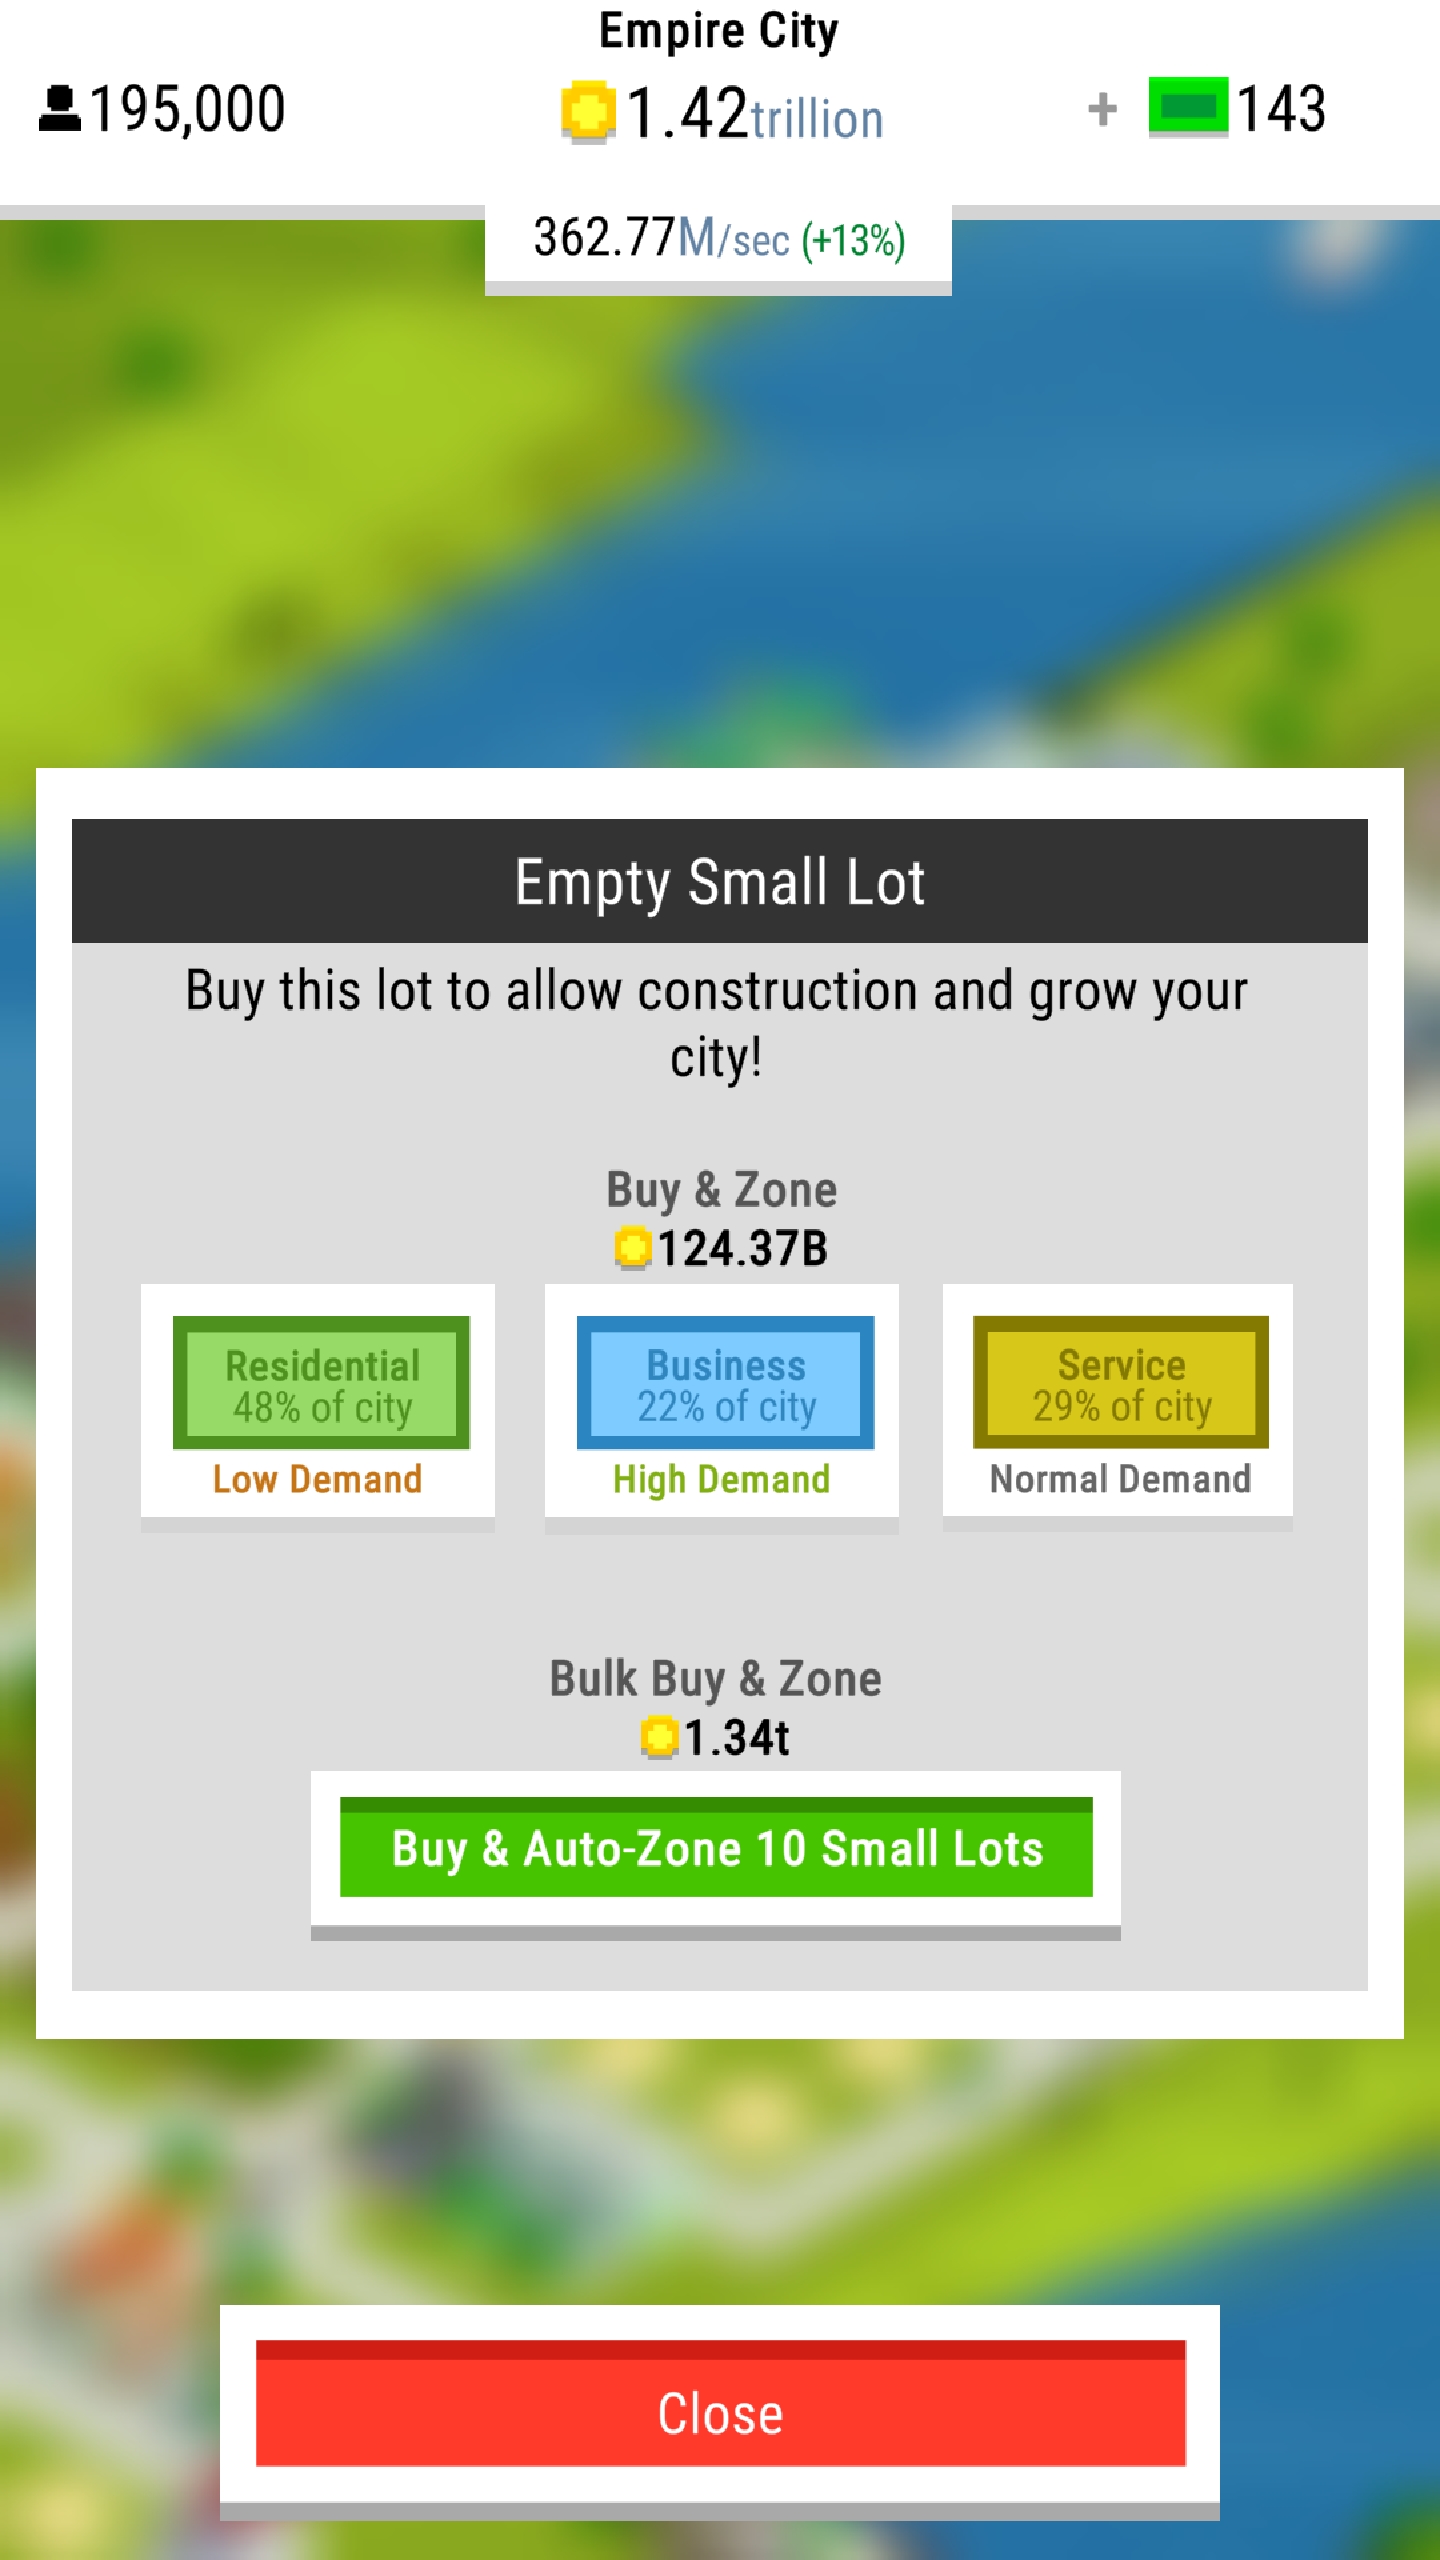 Empire City
195,000
1.42trillion
+ 143
362.77M/sec (+13%)
Empty Small Lot
Buy this lot to allow construction and grow your
city!
Buy & Zone
124.37B
Residential
48% of city
Low Demand
Business
22% of city
High Demand
Service
29% of city
Normal Demand
Bulk Buy & Zone
1.34t
Buy & Auto-Zone 10 Small Lots
Close